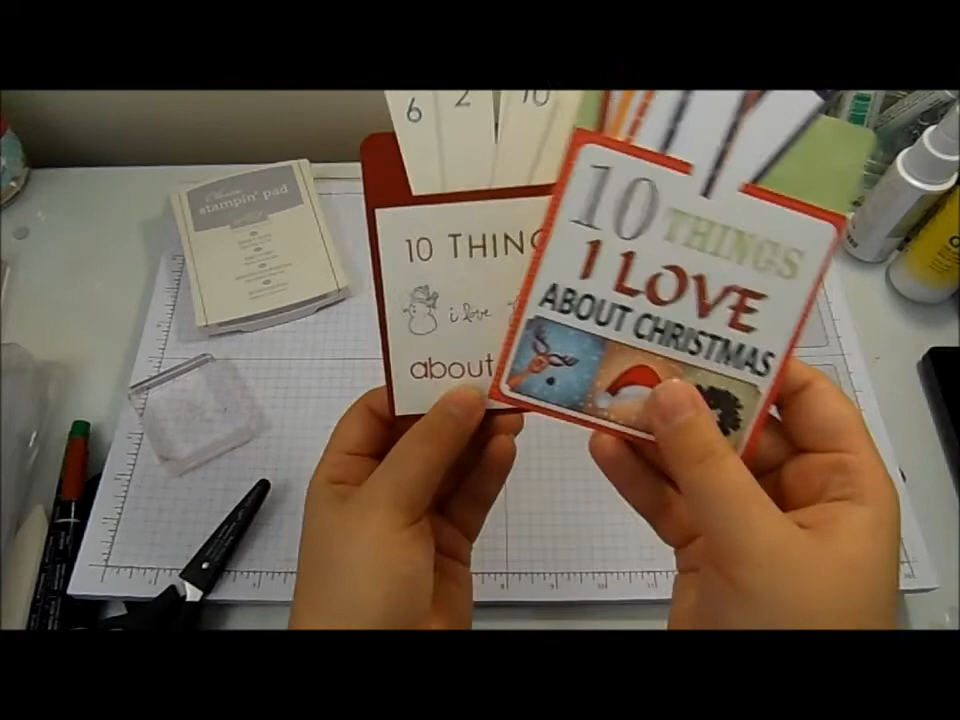 6 2 10
stampin' pad
10 THING
i love
about
10 THINGS
I LOVE
ABOUT CHRISTMAS